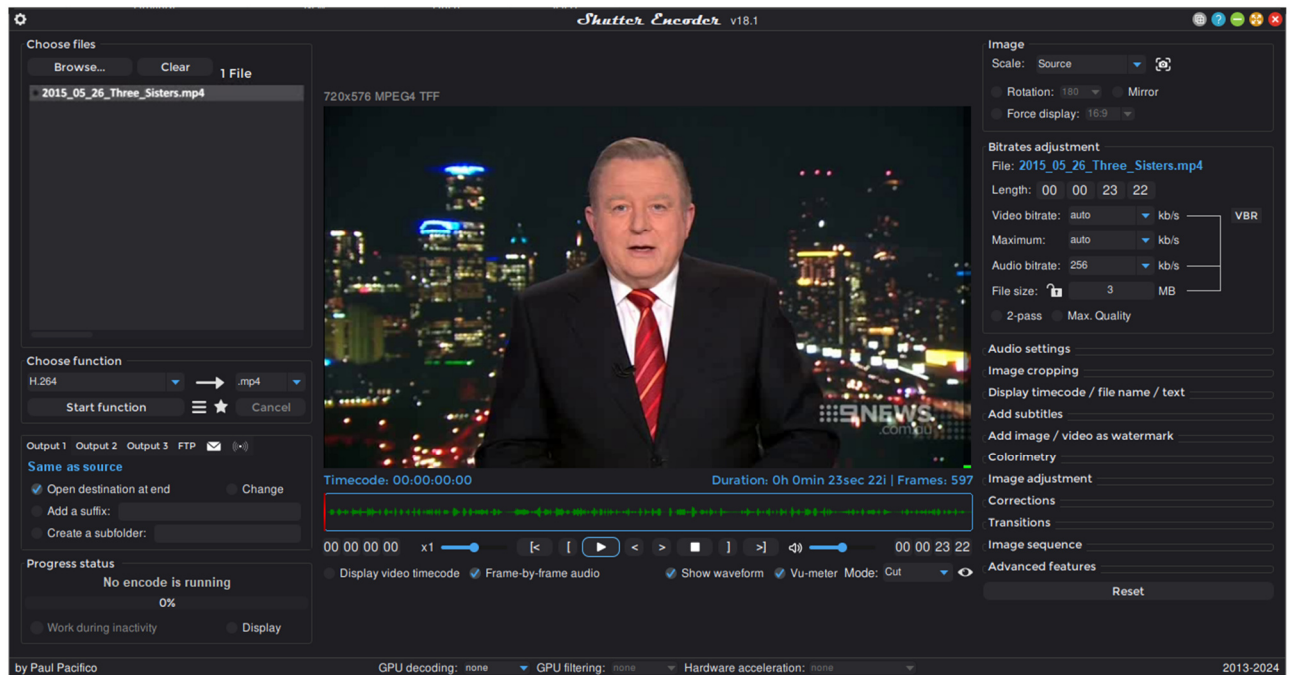 Shutter Encoder v18.1
Choose files
Browse... Clear 1 File
2015_05_26_Three_Sisters.mp4
Choose function
H.264 .mp4
Start function Cancel
Output 1 Output 2 Output 3 FTP
Same as source
Open destination at end Change
Add a suffix:
Create a subfolder:
Progress status
No encode is running
0%
Work during inactivity Display
720x576 MPEG4 TFF
9NEWS.
.com.au
Timecode: 00:00:00:00 Duration: 0h 0min 23sec 22i | Frames: 597
00 00 00 00 x1 [< [ < > ] >] 00 00 23 22
Display video timecode Frame-by-frame audio Show waveform Vu-meter Mode: Cut
Image
Scale: Source
Rotation: 180 Mirror
Force display: 16:9
Bitrates adjustment
File: 2015_05_26_Three_Sisters.mp4
Length: 00 00 23 22
Video bitrate: auto kb/s VBR
Maximum: auto kb/s
Audio bitrate: 256 kb/s
File size: 3 MB
2-pass Max. Quality
Audio settings
Image cropping
Display timecode / file name / text
Add subtitles
Add image / video as watermark
Colorimetry
Image adjustment
Corrections
Transitions
Image sequence
Advanced features
Reset
by Paul Pacifico GPU decoding: none GPU filtering: none Hardware acceleration: none 2013-2024